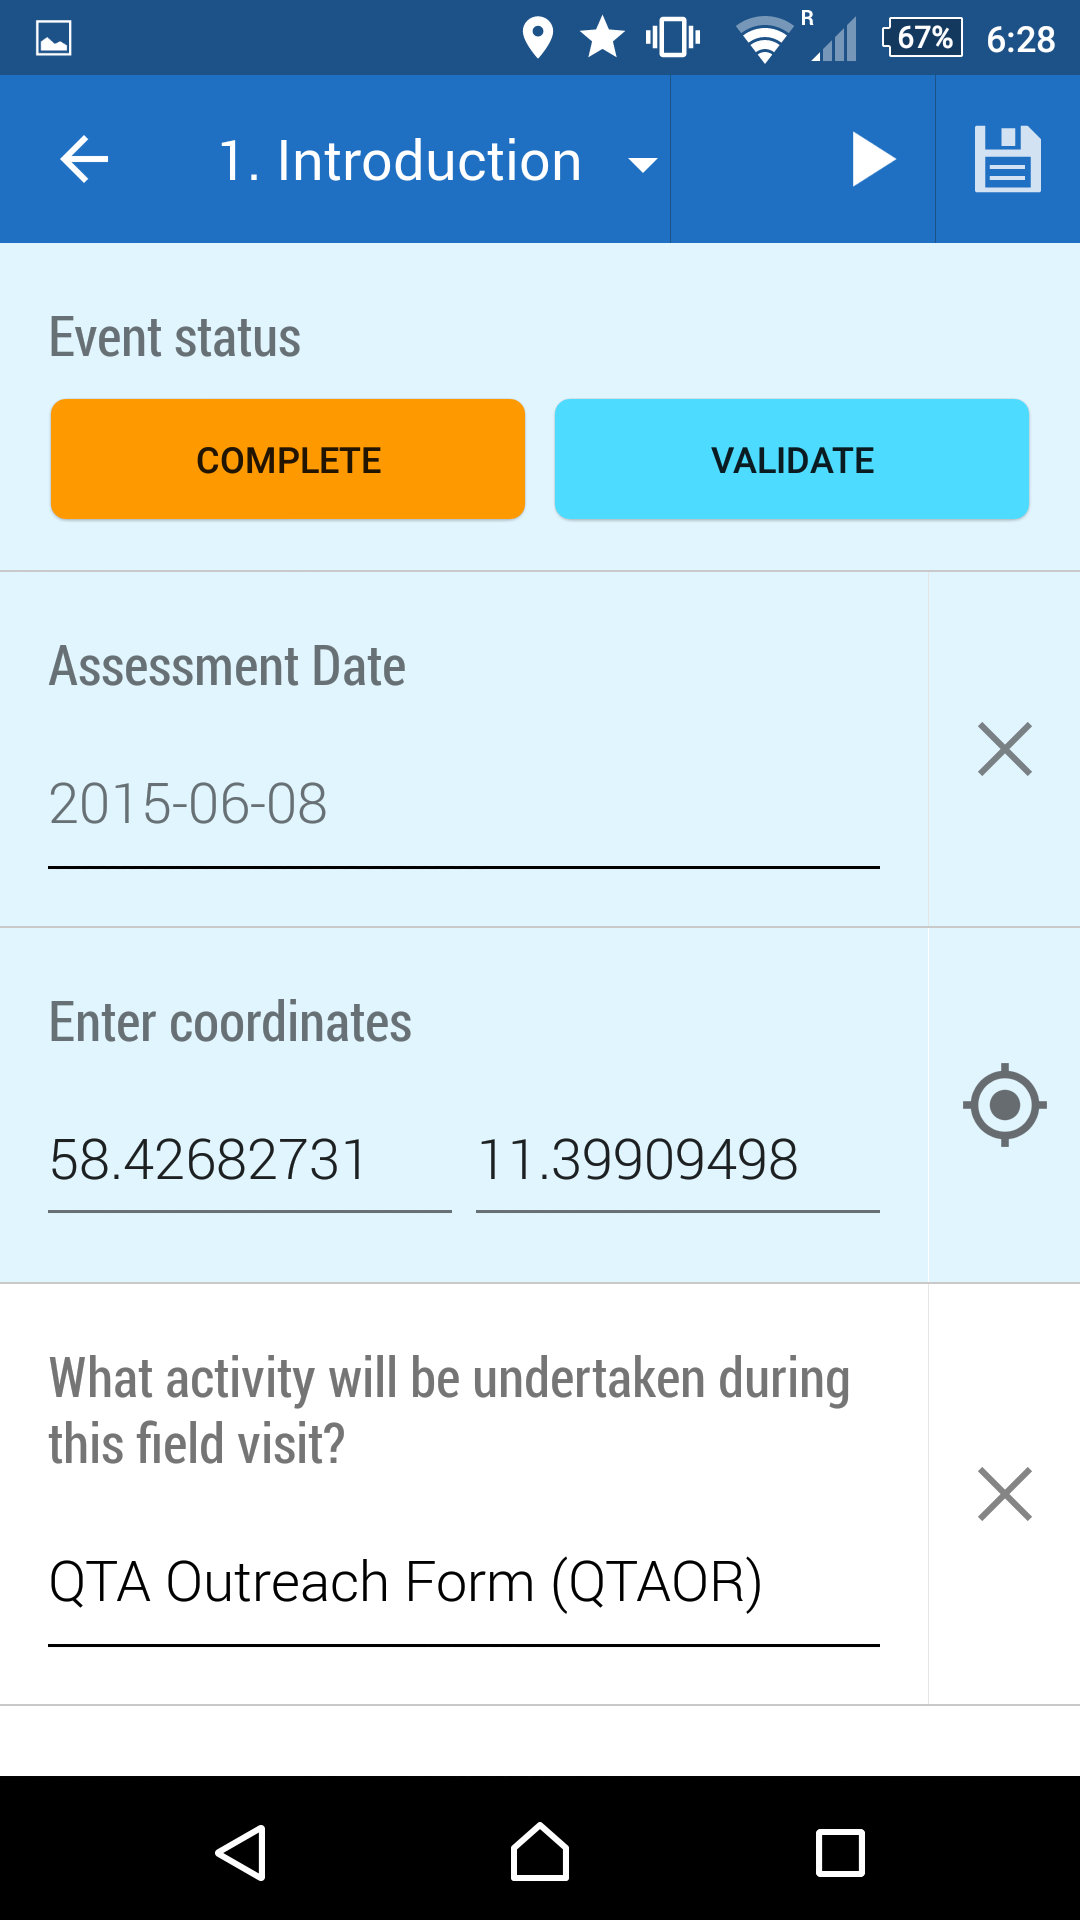 R 67% 6:28
1. Introduction
Event status
COMPLETE VALIDATE
Assessment Date
2015-06-08
Enter coordinates
58.42682731 11.39909498
What activity will be undertaken during
this field visit?
QTA Outreach Form (QTAOR)